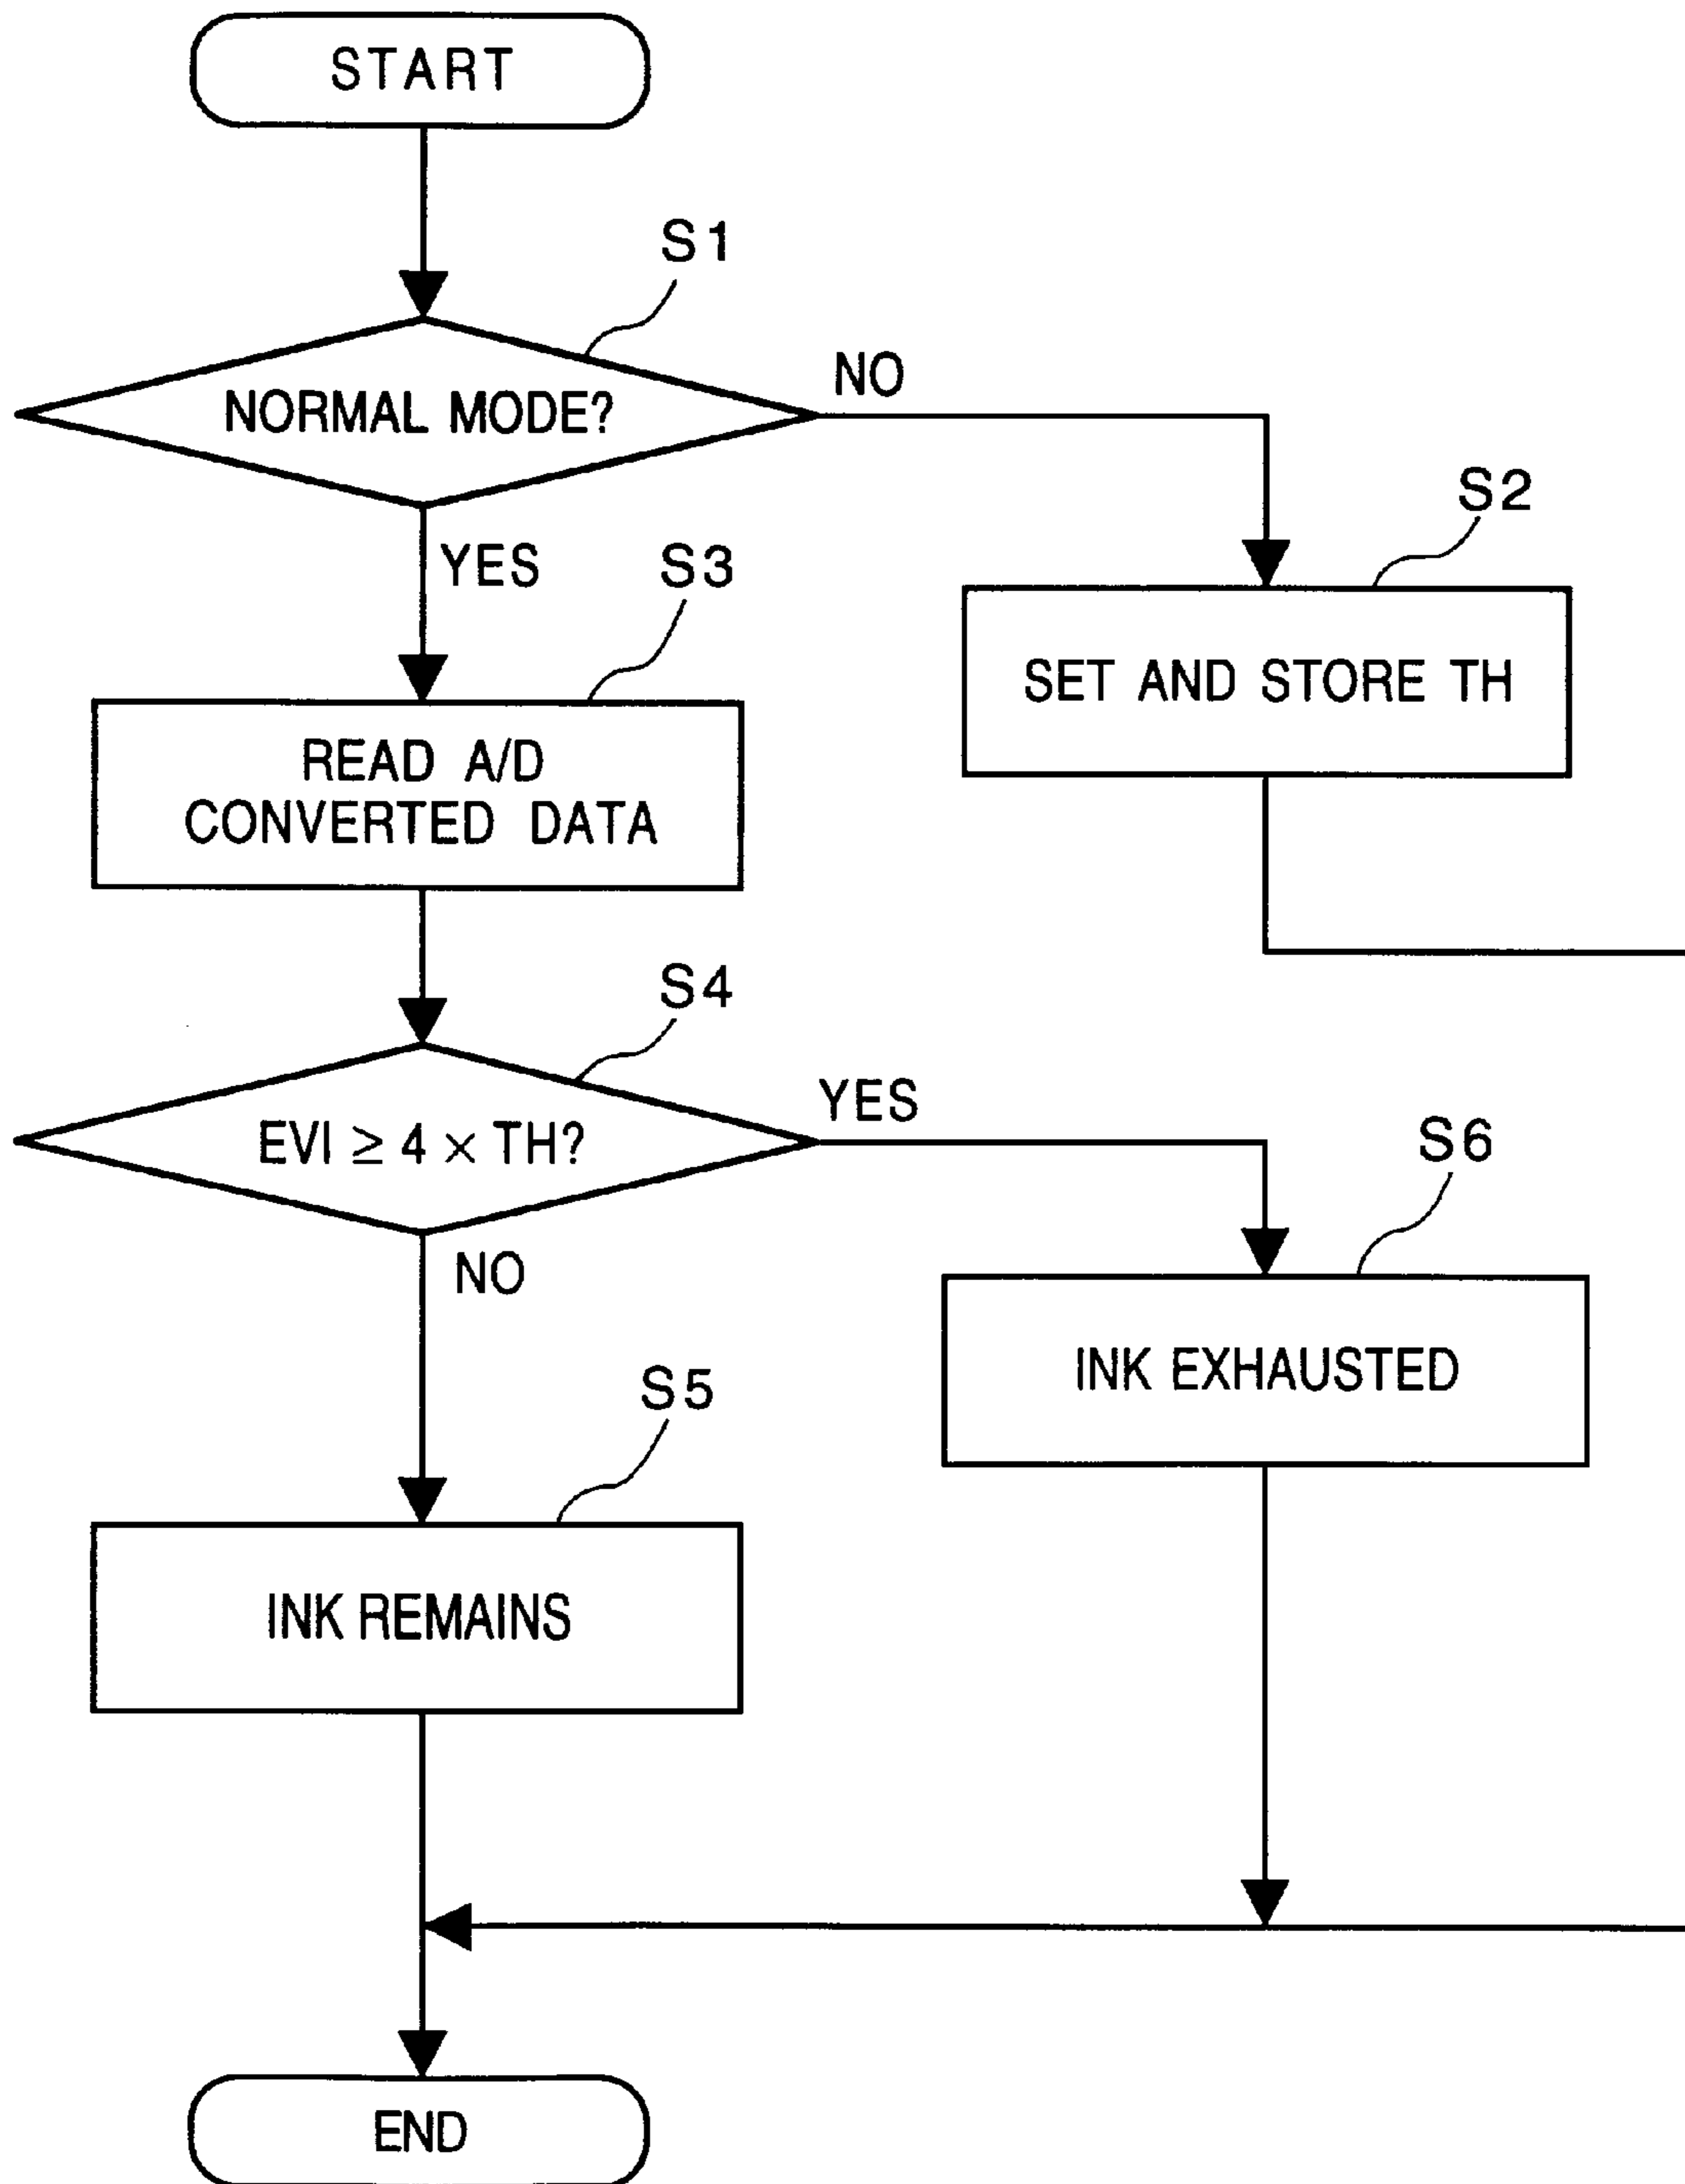 START
S1
NORMAL MODE?
NO
S2
YES
S3
SET AND STORE TH
READ A/D
CONVERTED DATA
S4
EVI ≥ 4 × TH?
YES
S6
NO
INK EXHAUSTED
S5
INK REMAINS
END